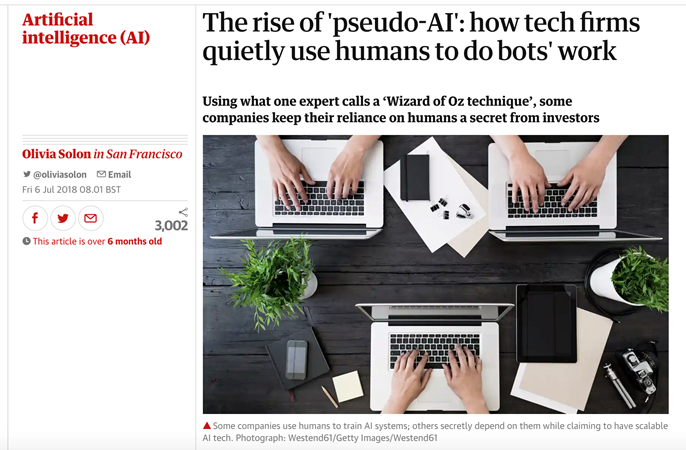 Artificial
intelligence (AI)
The rise of 'pseudo-AI': how tech firms
quietly use humans to do bots' work
Using what one expert calls a ‘Wizard of Oz technique’, some
companies keep their reliance on humans a secret from investors
Olivia Solon in San Francisco
@oliviasolon Email
Fri 6 Jul 2018 08.01 BST
3,002
This article is over 6 months old
Some companies use humans to train AI systems; others secretly depend on them while claiming to have scalable
AI tech. Photograph: Westend61/Getty Images/Westend61